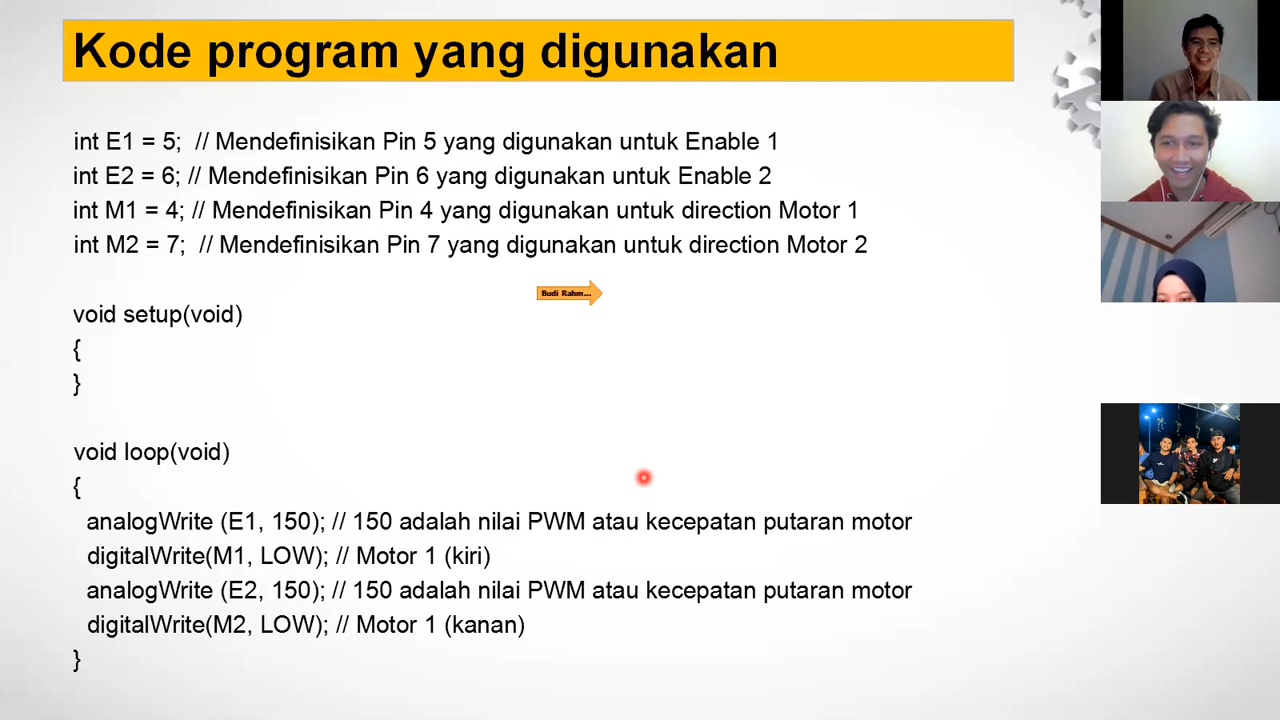 Kode program yang digunakan
int E1 = 5;  // Mendefinisikan Pin 5 yang digunakan untuk Enable 1
int E2 = 6; // Mendefinisikan Pin 6 yang digunakan untuk Enable 2
int M1 = 4; // Mendefinisikan Pin 4 yang digunakan untuk direction Motor 1
int M2 = 7;  // Mendefinisikan Pin 7 yang digunakan untuk direction Motor 2
Budi Rahm...
void setup(void)
{
}
void loop(void)
{
analogWrite (E1, 150); // 150 adalah nilai PWM atau kecepatan putaran motor
digitalWrite(M1, LOW); // Motor 1 (kiri)
analogWrite (E2, 150); // 150 adalah nilai PWM atau kecepatan putaran motor
digitalWrite(M2, LOW); // Motor 1 (kanan)
}